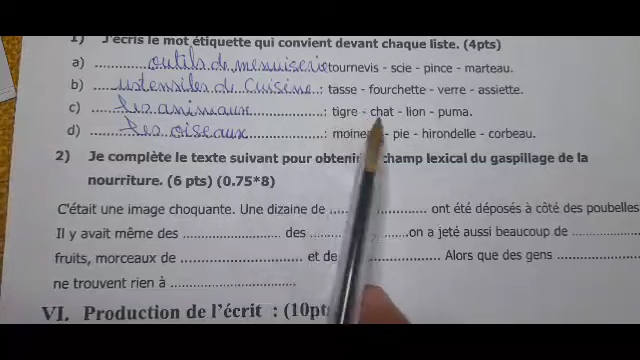 1) J'écris le mot étiquette qui convient devant chaque liste. (4pts)
a) outils de menuiserie tournevis - scie - pince - marteau.
b) ustensiles de cuisine : tasse - fourchette - verre - assiette.
c) les animaux : tigre - chat - lion - puma.
d) les oiseaux : - pie - hirondelle - corbeau.
2) Je complète le texte suivant pour champ lexical du gaspillage de la
nourriture. (6 pts) (0.75*8)
C'était une image choquante. Une dizaine de .................... ont été déposés à côté des poubelles
Il y avait même des .................... des .................... on a jeté aussi beaucoup de ....................
fruits, morceaux de .................... et de .................... Alors que des gens ....................
ne trouvent rien à ....................
VI. Production de l'écrit : (10pt